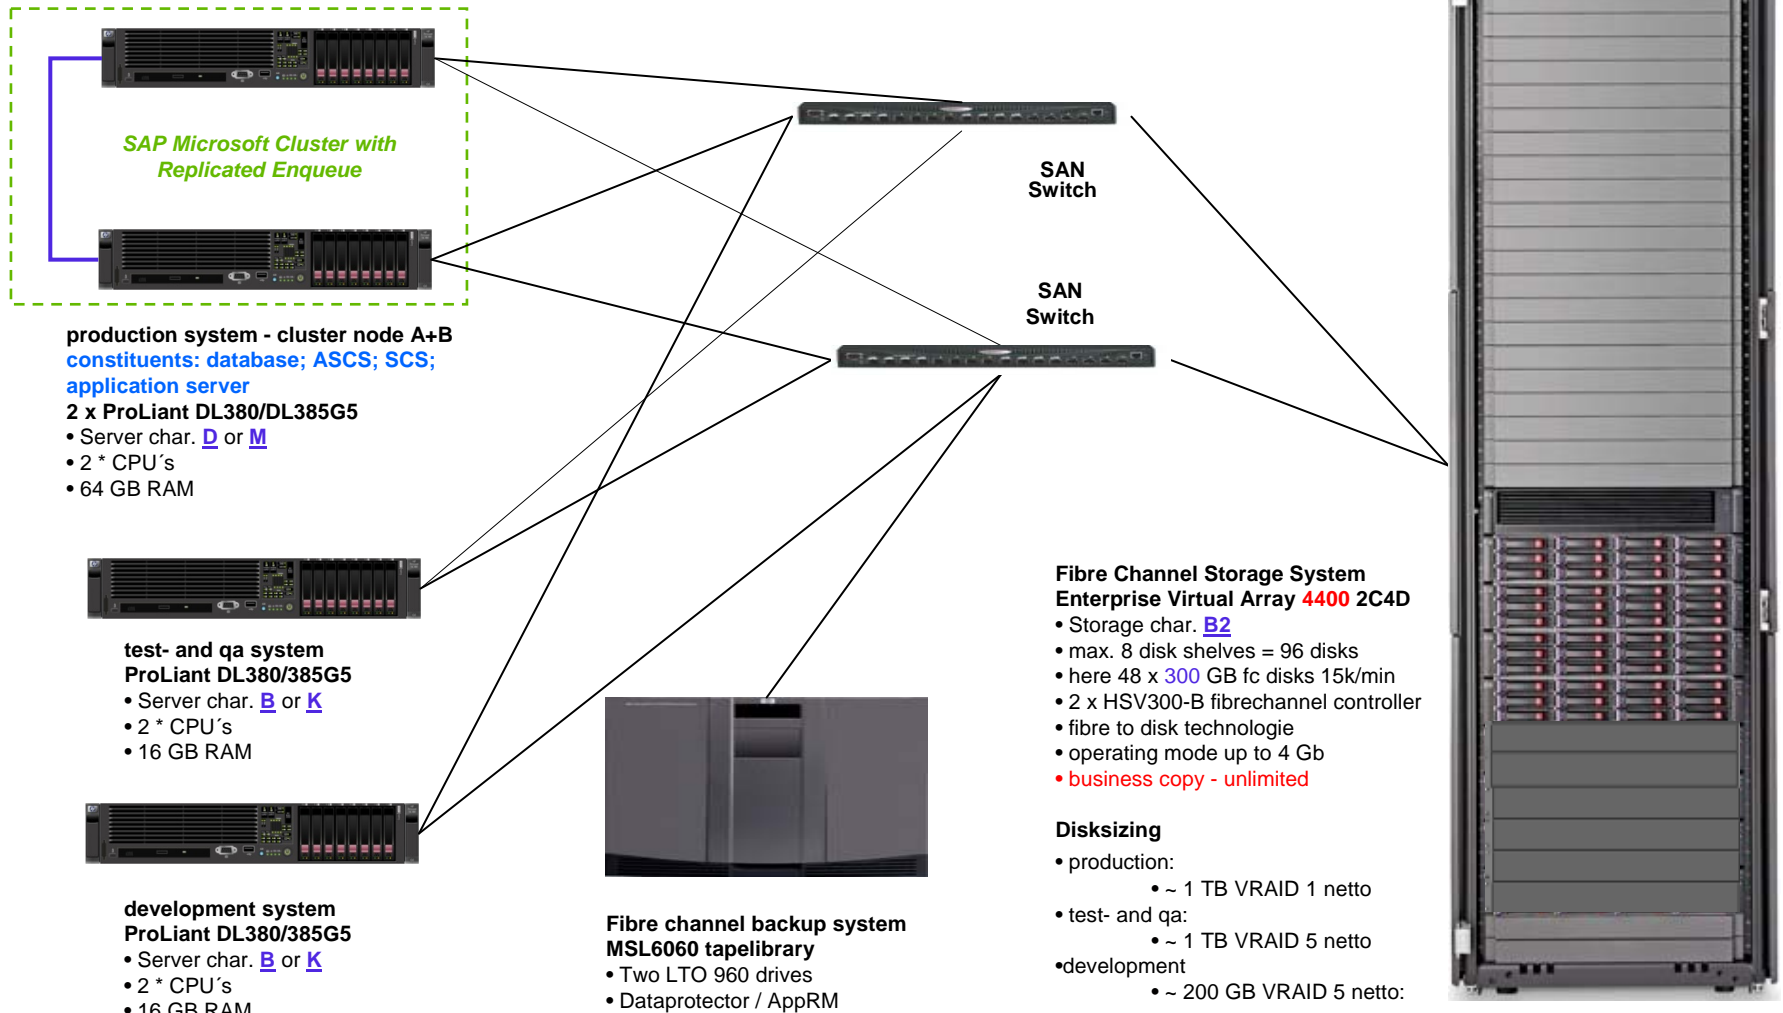 SAP Microsoft Cluster with
Replicated Enqueue
SAN
Switch
SAN
Switch
production system - cluster node A+B
constituents: database; ASCS; SCS;
application server
2 x ProLiant DL380/DL385G5
• Server char. D or M
• 2 * CPU´s
• 64 GB RAM
test- and qa system
ProLiant DL380/385G5
• Server char. B or K
• 2 * CPU´s
• 16 GB RAM
development system
ProLiant DL380/385G5
• Server char. B or K
• 2 * CPU´s
• 16 GB RAM
Fibre channel backup system
MSL6060 tapelibrary
• Two LTO 960 drives
• Dataprotector / AppRM
Fibre Channel Storage System
Enterprise Virtual Array 4400 2C4D
• Storage char. B2
• max. 8 disk shelves = 96 disks
• here 48 x 300 GB fc disks 15k/min
• 2 x HSV300-B fibrechannel controller
• fibre to disk technologie
• operating mode up to 4 Gb
• business copy - unlimited
Disksizing
• production:
• ~ 1 TB VRAID 1 netto
• test- and qa:
• ~ 1 TB VRAID 5 netto
•development
• ~ 200 GB VRAID 5 netto: